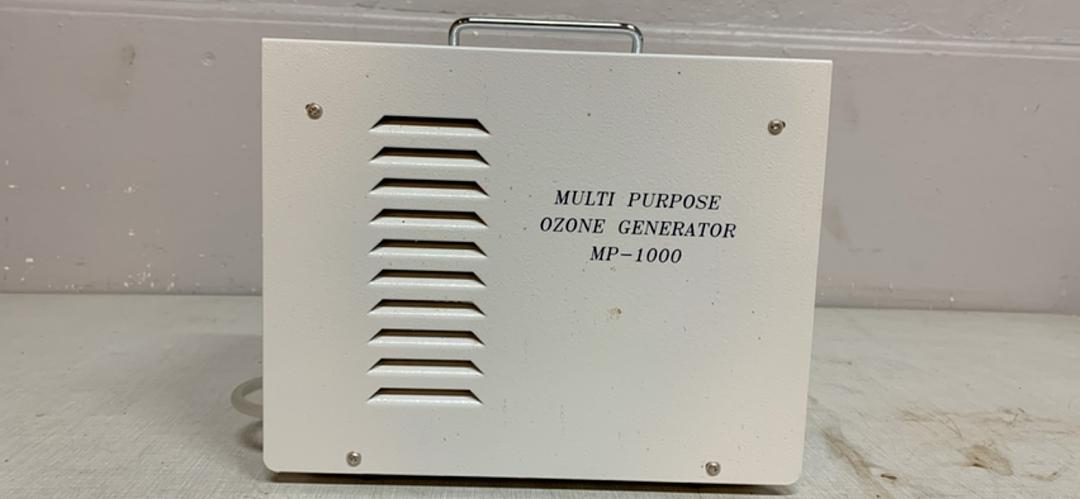 MULTI PURPOSE
OZONE GENERATOR
MP-1000